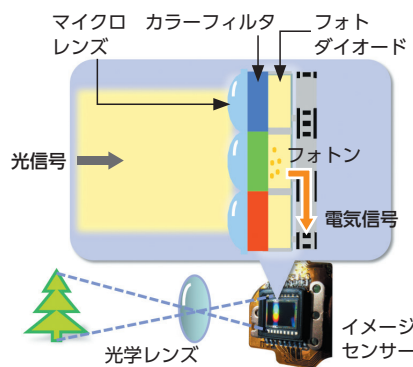 マイクロ
レンズ
カラーフィルタ
フォト
ダイオード
光信号
フォトン
電気信号
光学レンズ
イメージ
センサー